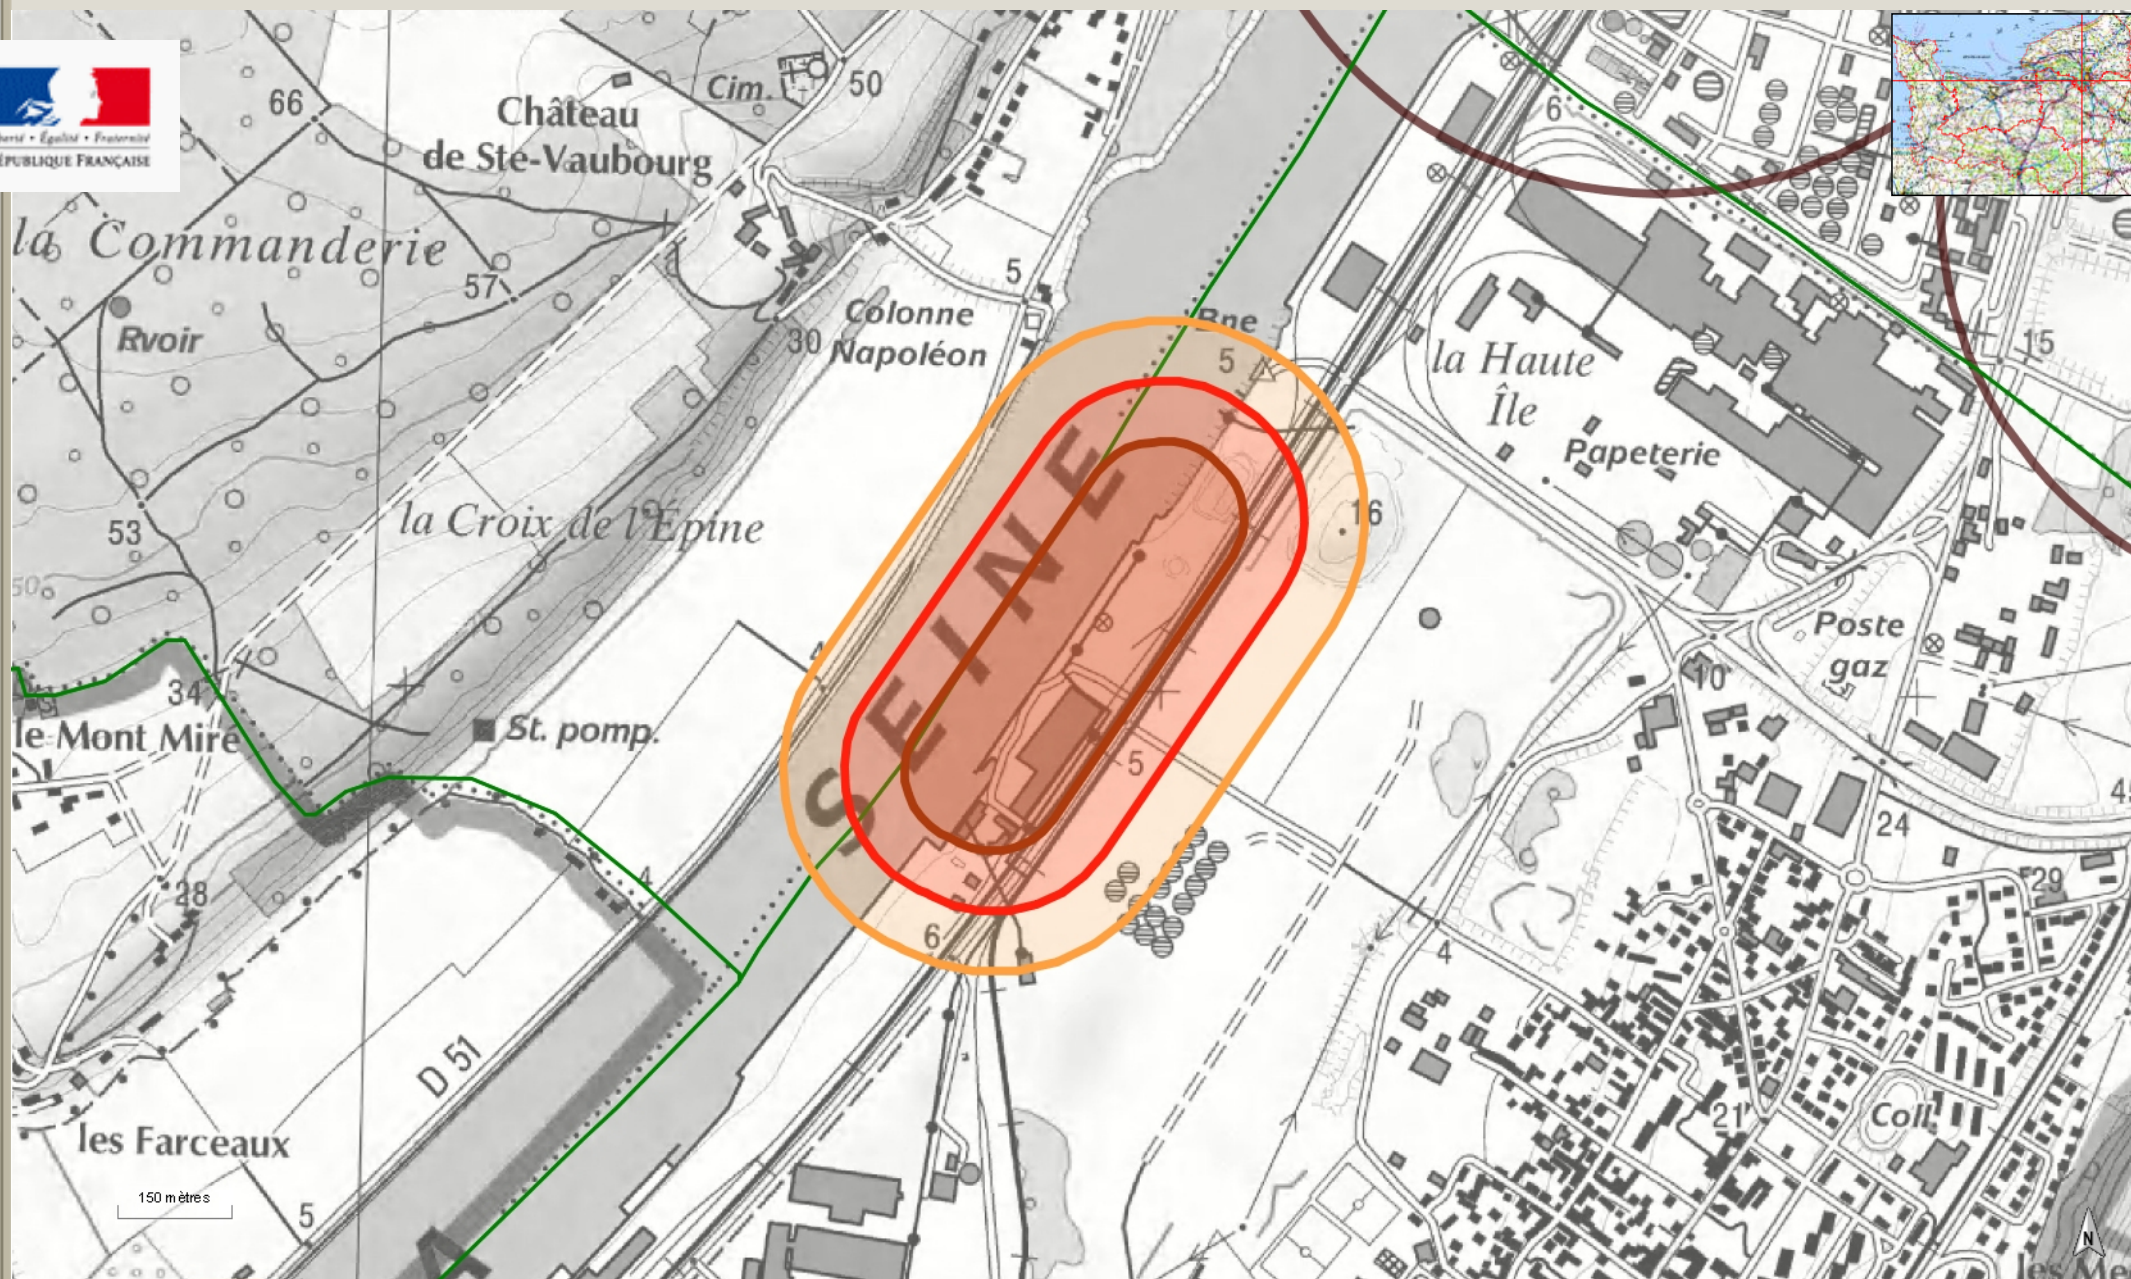 Cim.
50
66
Château
de Ste-Vaubourg
6
Liberté • Égalité • Fraternité
RÉPUBLIQUE FRANÇAISE
la Commanderie
57
5
Rvoir
30
Colonne
Napoléon
Bne
5
15
la Haute
Île
Papeterie
53
la Croix de l'Épine
16
50
SEINE
Poste
gaz
4
34
10
le Mont Miré
St. pomp.
5
45
24
4
28
29
6
4
D 51
21
Coll.
les Farceaux
150 mètres
5
A
N